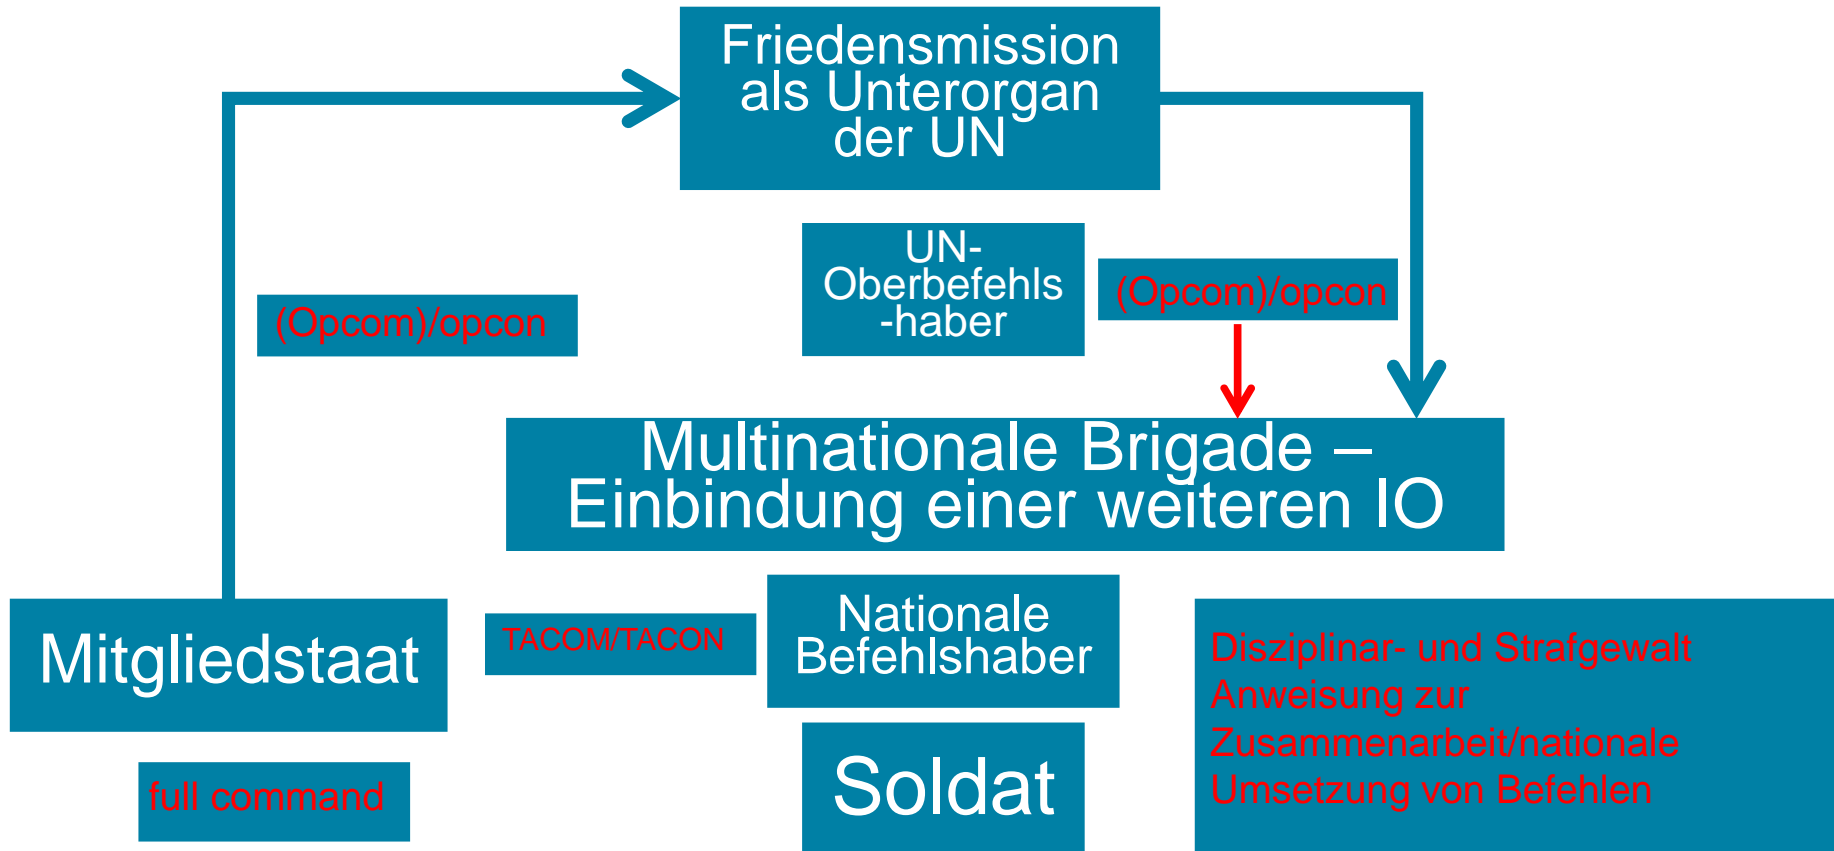 Friedensmission
als Unterorgan
der UN
UN-
Oberbefehls
-haber
(Opcom)/opcon
(Opcom)/opcon
Multinationale Brigade –
Einbindung einer weiteren IO
Mitgliedstaat
TACOM/TACON
Nationale
Befehlshaber
Disziplinar- und Strafgewalt
Anweisung zur
Zusammenarbeit/nationale
Umsetzung von Befehlen
full command
Soldat